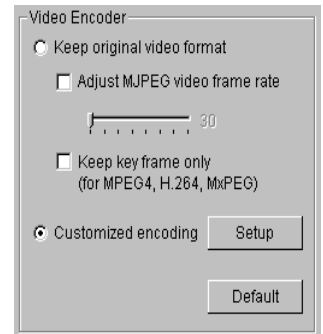 Video Encoder
Keep original video format
Adjust MJPEG video frame rate
30
Keep key frame only
(for MPEG4, H.264, MxPEG)
Customized encoding Setup
Default